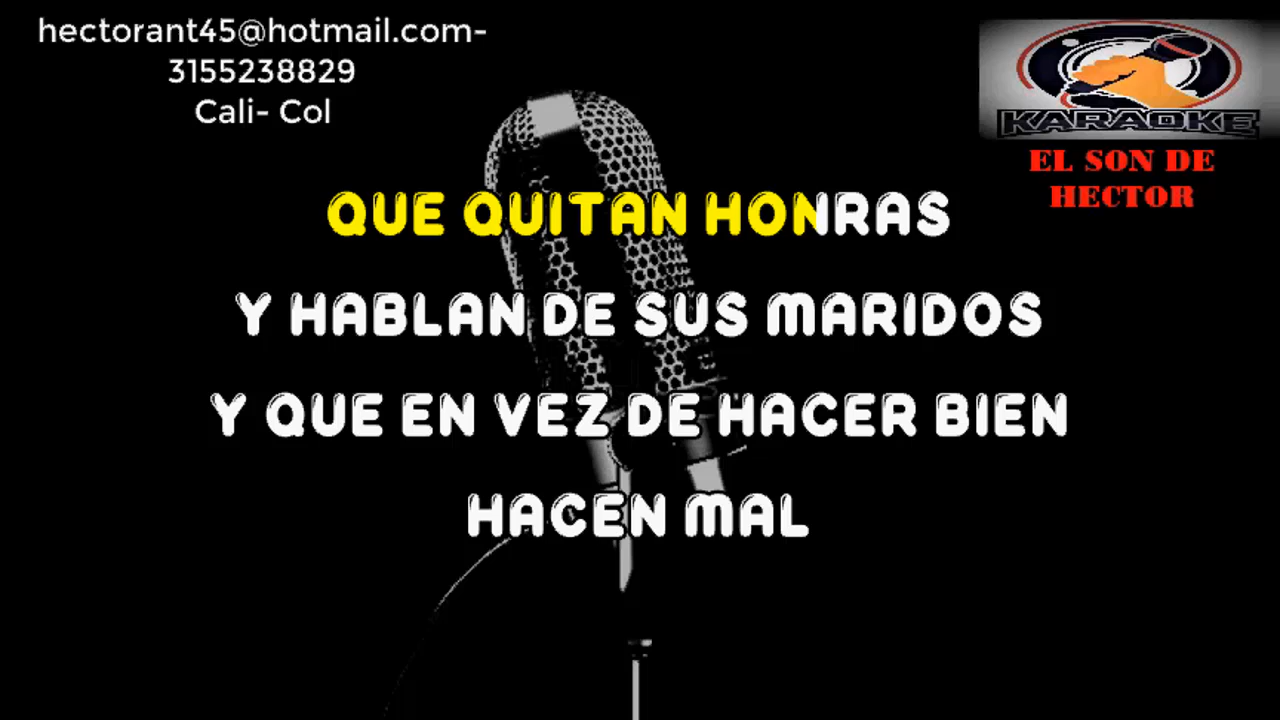 hectorant45@hotmail.com-
3155238829
Cali- Col
KARAOKE
EL SON DE
HECTOR
QUE QUITAN HONRAS
Y HABLAN DE SUS MARIDOS
Y QUE EN VEZ DE HACER BIEN
HACEN MAL